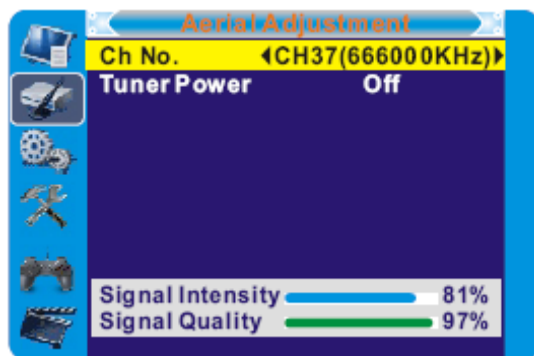 Aerial Adjustment
Ch No. CH37(666000KHz)
Tuner Power Off
Signal Intensity 81%
Signal Quality 97%